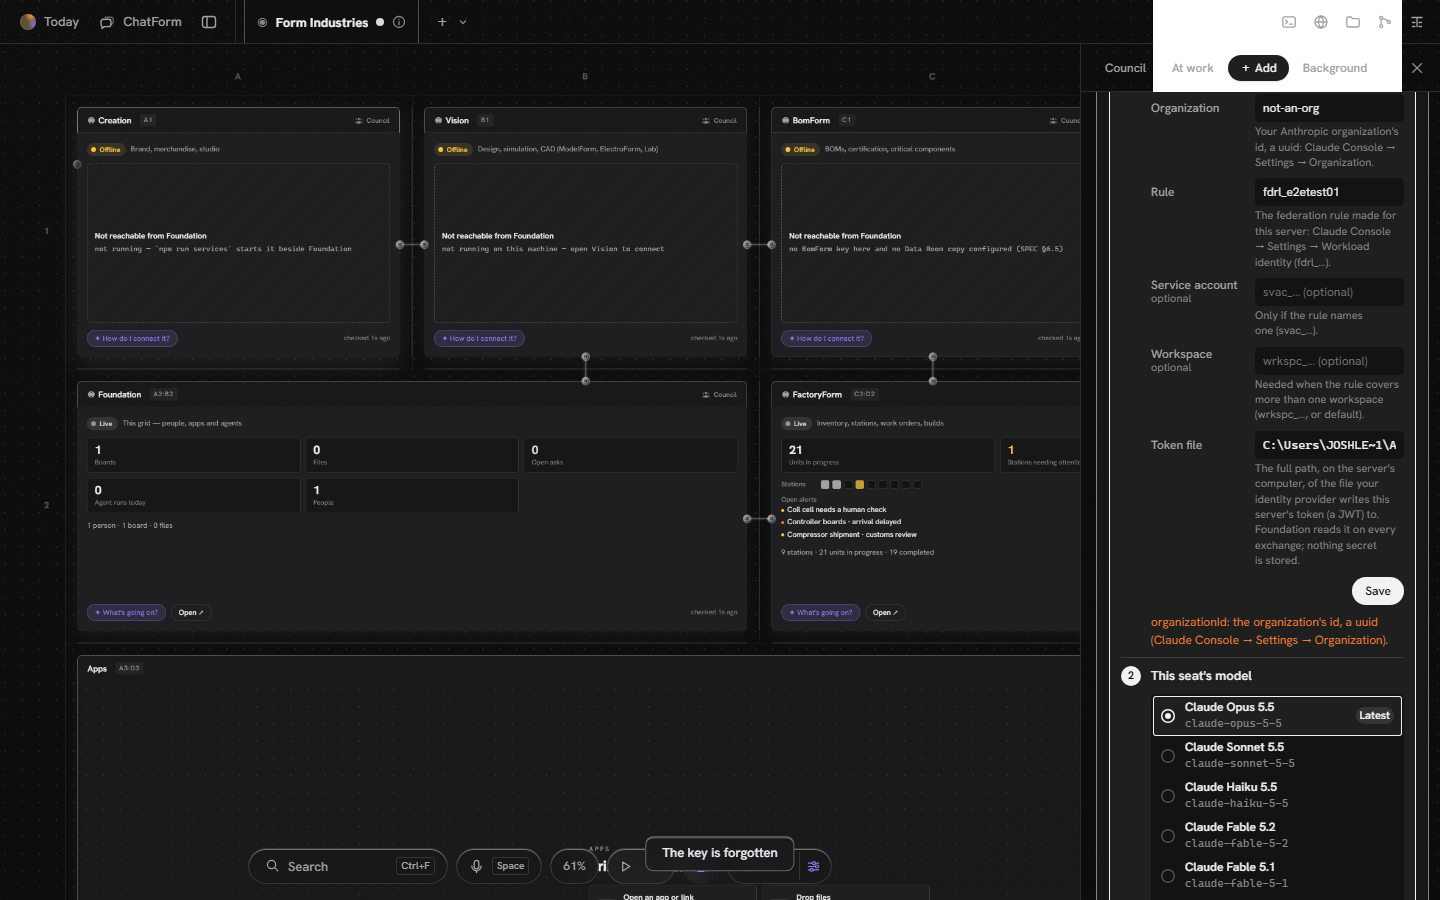 Today
ChatForm
Form Industries
Council
At work
+ Add
Background
A
B
C
Creation
A1
Council
Offline
Brand, merchandise, studio
Not reachable from Foundation
not running — `npm run services` starts it beside Foundation
How do I connect it?
checked 1s ago
Vision
B1
Council
Offline
Design, simulation, CAD (ModelForm, ElectroForm, Lab)
Not reachable from Foundation
not running on this machine — open Vision to connect
How do I connect it?
checked 1s ago
BomForm
C1
Offline
BOMs, certification, critical components
Not reachable from Foundation
no BomForm key here and no Data Room copy configured (SPEC §6.5)
How do I connect it?
1
2
Foundation
A2:B2
Council
Live
This grid — people, apps and agents
1
Boards
0
Files
0
Open asks
0
Agent runs today
1
People
1 person · 1 board · 0 files
What's going on?
Open ↗
checked 1s ago
FactoryForm
C2:D2
Live
Inventory, stations, work orders, builds
21
Units in progress
1
Stations needing
Stations
Open alerts
Coil cell needs a human check
Controller boards · arrival delayed
Compressor shipment · customs review
9 stations · 21 units in progress · 19 completed
What's going on?
Open ↗
Apps
A3:D3
APPS
Search
Ctrl+F
Space
61%
The key is forgotten
Open an app or link
Drop files
Organization
not-an-org
Your Anthropic organization's
id, a uuid: Claude Console →
Settings → Organization.
Rule
fdrl_e2etest01
The federation rule made for
this server: Claude Console
→ Settings → Workload
identity (fdrl_…).
Service account
optional
svac_… (optional)
Only if the rule names
one (svac_…).
Workspace
optional
wrkspc_… (optional)
Needed when the rule covers
more than one workspace
(wrkspc_…, or default).
Token file
C:\Users\JOSHLE~1\A
The full path, on the server's
computer, of the file your
identity provider writes this
server's token (a JWT) to.
Foundation reads it on every
exchange; nothing secret
is stored.
Save
organizationId: the organization's id, a uuid
(Claude Console → Settings → Organization).
2
This seat's model
Claude Opus 5.5
claude-opus-5-5
Latest
Claude Sonnet 5.5
claude-sonnet-5-5
Claude Haiku 5.5
claude-haiku-5-5
Claude Fable 5.2
claude-fable-5-2
Claude Fable 5.1
claude-fable-5-1